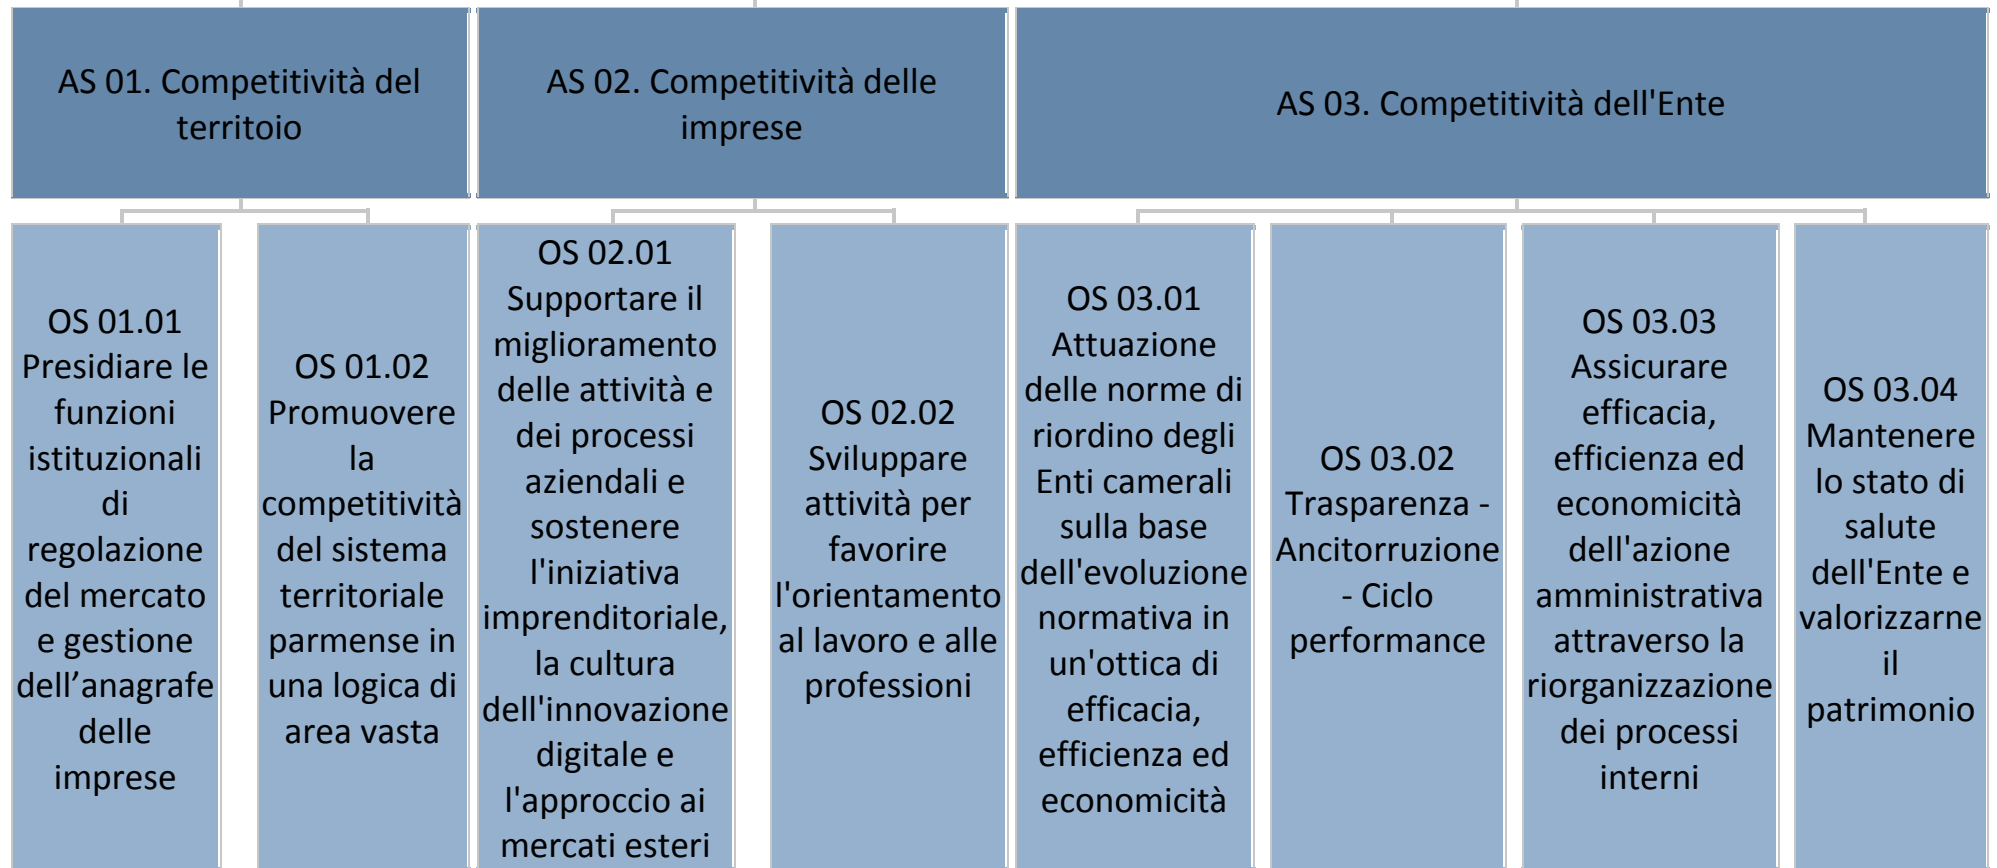 AS 01. Competitività del
territoio
AS 02. Competitività delle
imprese
AS 03. Competitività dell'Ente
OS 01.01
Presidiare le
funzioni
istituzionali
di
regolazione
del mercato
e gestione
dell’anagrafe
delle
imprese
OS 01.02
Promuovere
la
competitività
del sistema
territoriale
parmense in
una logica di
area vasta
OS 02.01
Supportare il
miglioramento
delle attività e
dei processi
aziendali e
sostenere
l'iniziativa
imprenditoriale,
la cultura
dell'innovazione
digitale e
l'approccio ai
mercati esteri
OS 02.02
Sviluppare
attività per
favorire
l'orientamento
al lavoro e alle
professioni
OS 03.01
Attuazione
delle norme di
riordino degli
Enti camerali
sulla base
dell'evoluzione
normativa in
un'ottica di
efficacia,
efficienza ed
economicità
OS 03.02
Trasparenza -
Ancitorruzione
- Ciclo
performance
OS 03.03
Assicurare
efficacia,
efficienza ed
economicità
dell'azione
amministrativa
attraverso la
riorganizzazione
dei processi
interni
OS 03.04
Mantenere
lo stato di
salute
dell'Ente e
valorizzarne
il
patrimonio